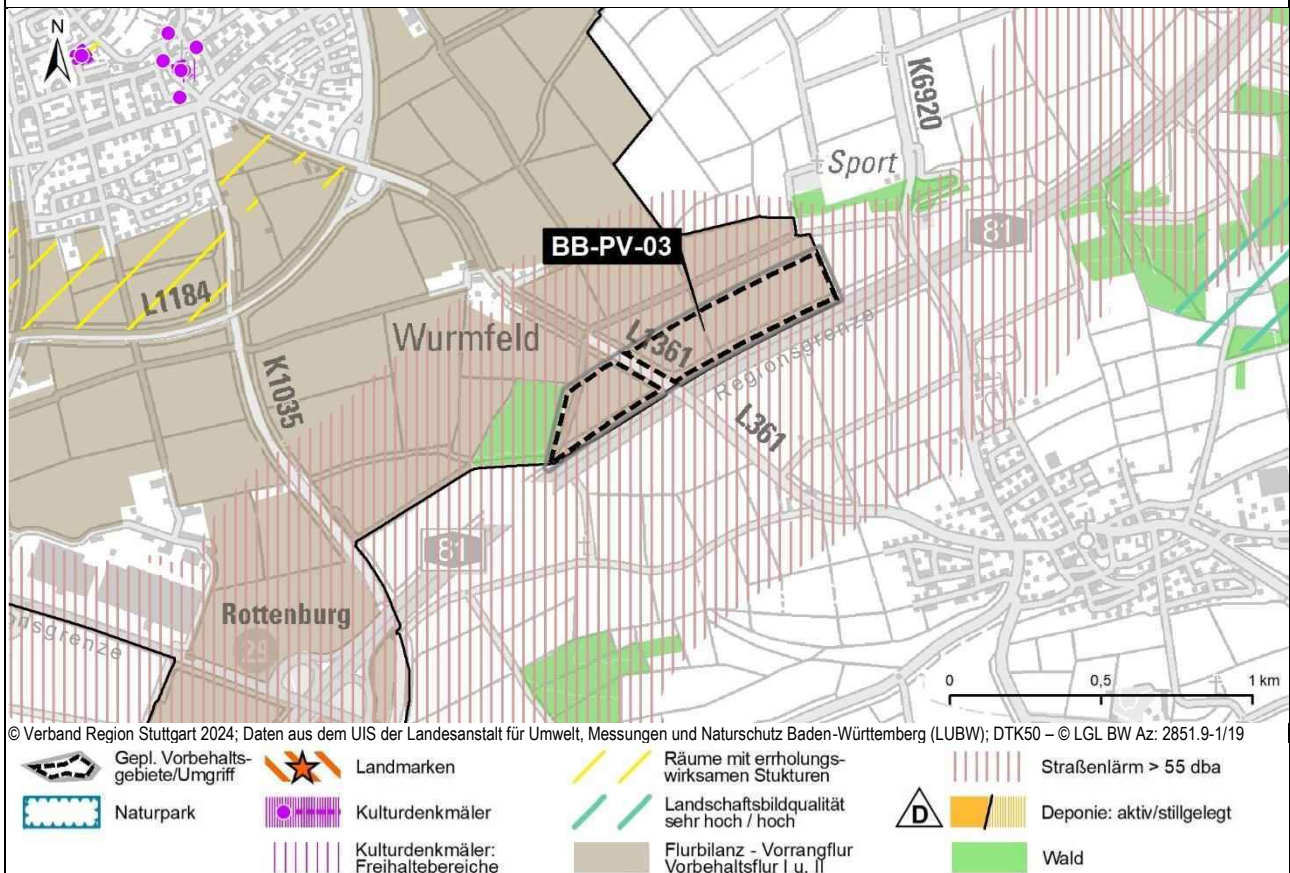 N
K6920
Sport
81
BB-PV-03
L1184
Wurmfeld
L1361
Regionsgrenze
K1035
L361
81
Rottenburg
29
onsgrenze
0 0,5 1 km
© Verband Region Stuttgart 2024; Daten aus dem UIS der Landesanstalt für Umwelt, Messungen und Naturschutz Baden-Württemberg (LUBW); DTK50 – © LGL BW Az: 2851.9-1/19
Gepl. Vorbehalts-
gebiete/Umgriff
Naturpark
Landmarken
Kulturdenkmäler
Kulturdenkmäler:
Freihaltebereiche
Räume mit errholungs-
wirksamen Stukturen
Landschaftsbildqualität
sehr hoch / hoch
Flurbilanz - Vorrangflur
Vorbehaltsflur I u. II
Straßenlärm > 55 dba
D
Deponie: aktiv/stillgelegt
Wald